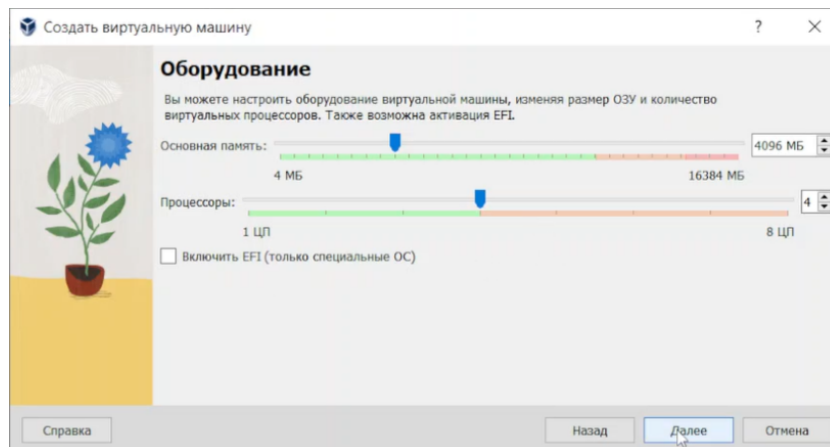 Создать виртуальную машину
Оборудование
Вы можете настроить оборудование виртуальной машины, изменяя размер ОЗУ и количество
виртуальных процессоров. Также возможна активация EFI.
Основная память: 4096 МБ
4 МБ 16384 МБ
Процессоры: 4
1 ЦП 8 ЦП
Включить EFI (только специальные ОС)
Справка Назад Далее Отмена